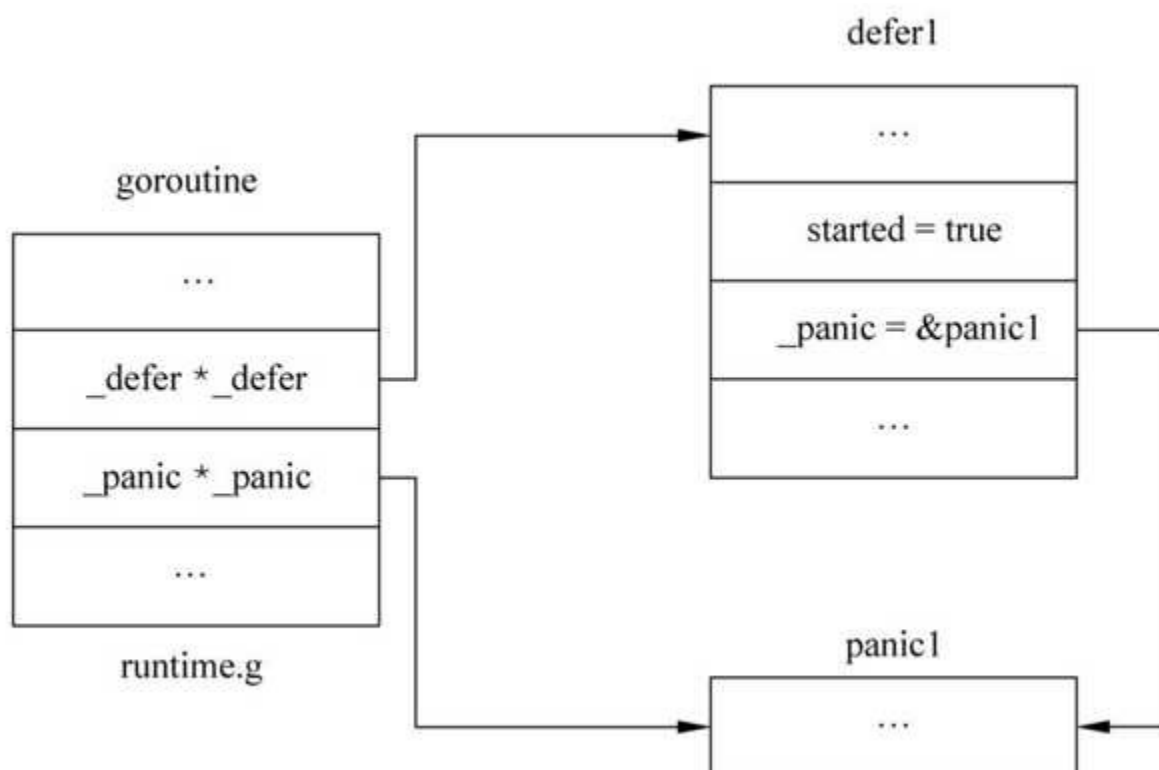 goroutine
…
_defer *_defer
_panic *_panic
…
runtime.g
defer1
…
started = true
_panic = &panic1
…
panic1
…